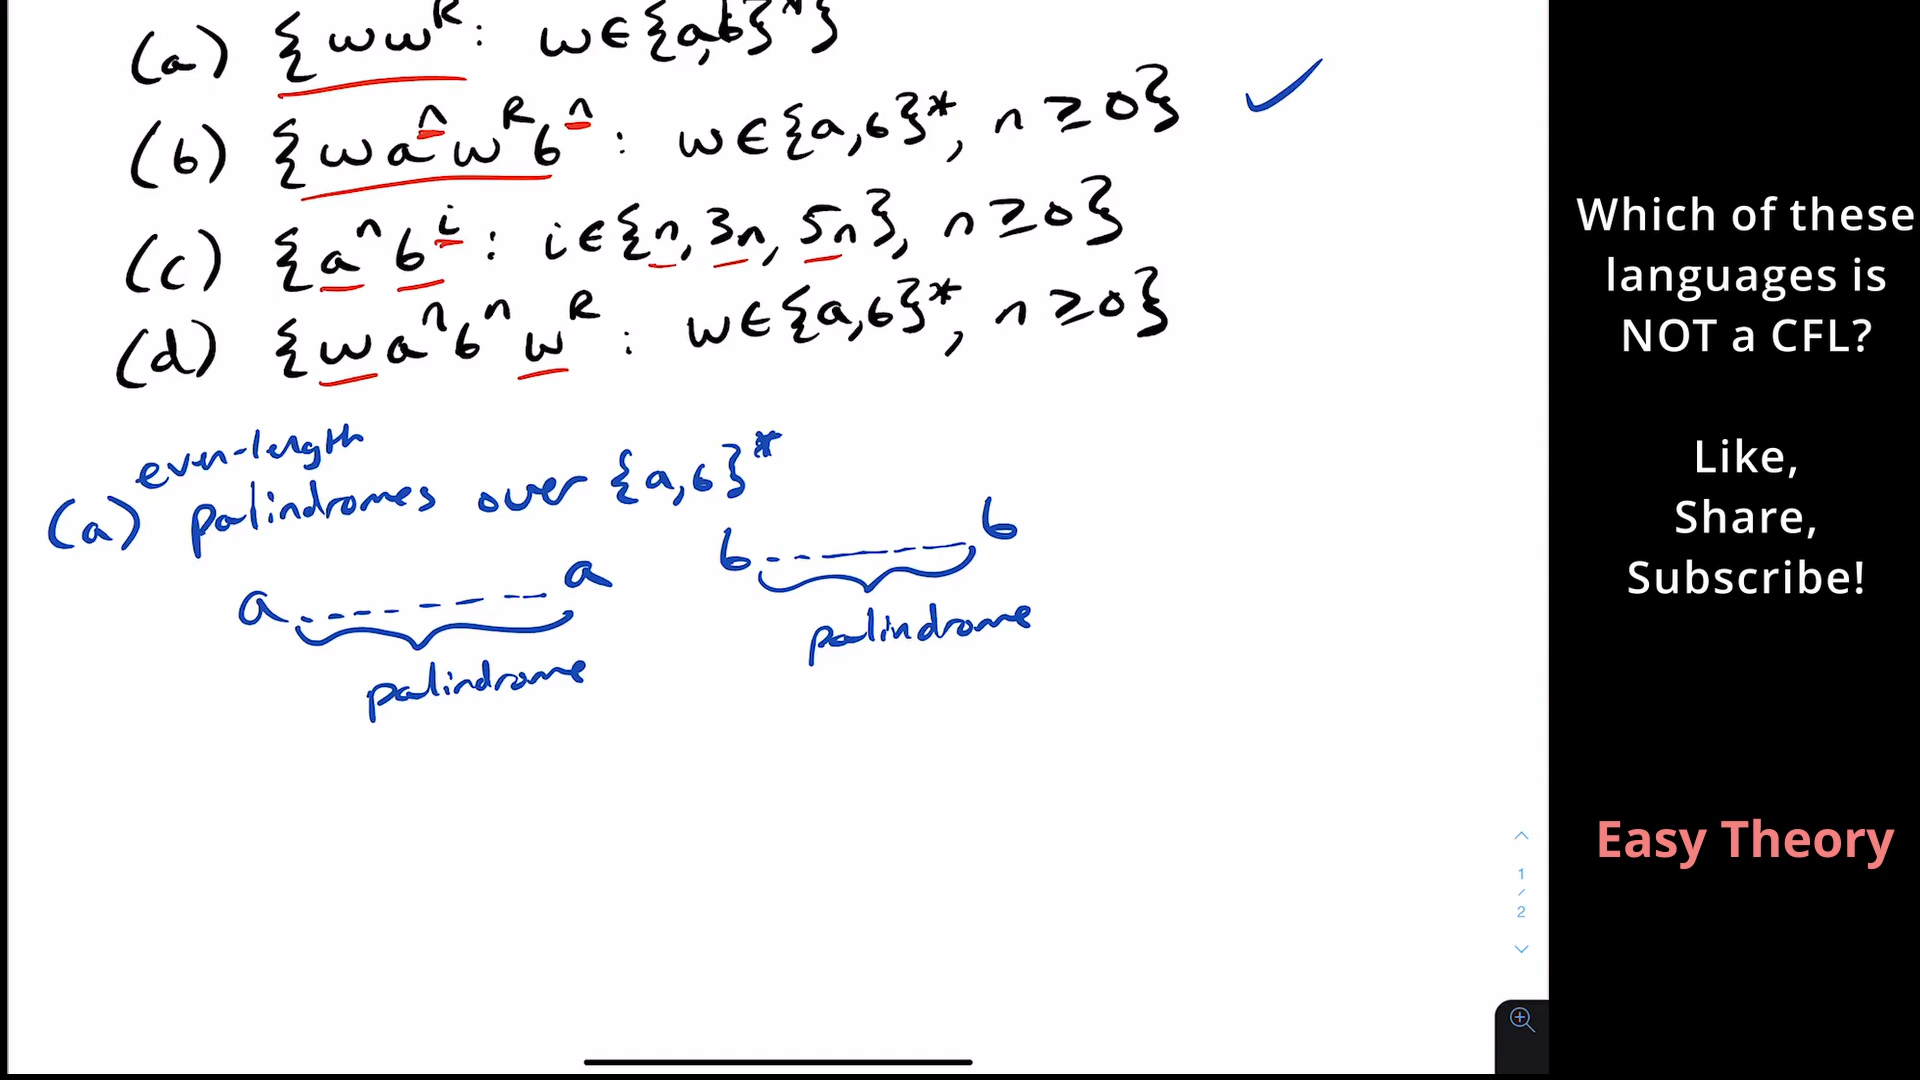 (a) {ww^R : w∈{a,b}*}
(b) {wa^n w^R b^n : w∈{a,b}*, n≥0} ✓
(c) {a^n b^i : i∈{n, 3n, 5n}, n≥0}
(d) {wa^n b^n w^R : w∈{a,b}*, n≥0}
even-length
(a) palindromes over {a,b}*
a a
palindrome
b b
palindrome
Which of these
languages is
NOT a CFL?
Like,
Share,
Subscribe!
Easy Theory
1
/
2